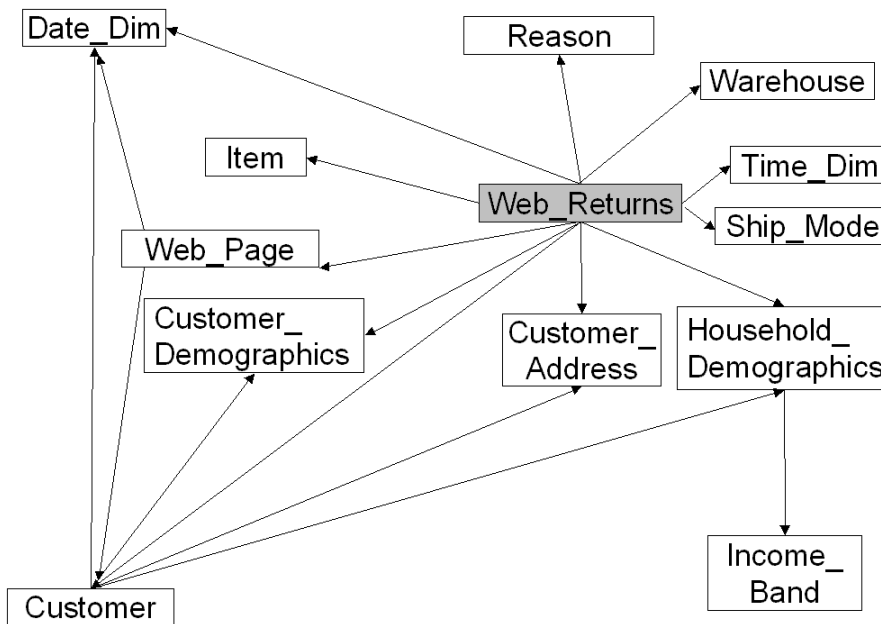 Date_Dim
Reason
Warehouse
Item
Time_Dim
Web_Returns
Ship_Mode
Web_Page
Customer_
Demographics
Customer_
Address
Household_
Demographics
Income_
Band
Customer